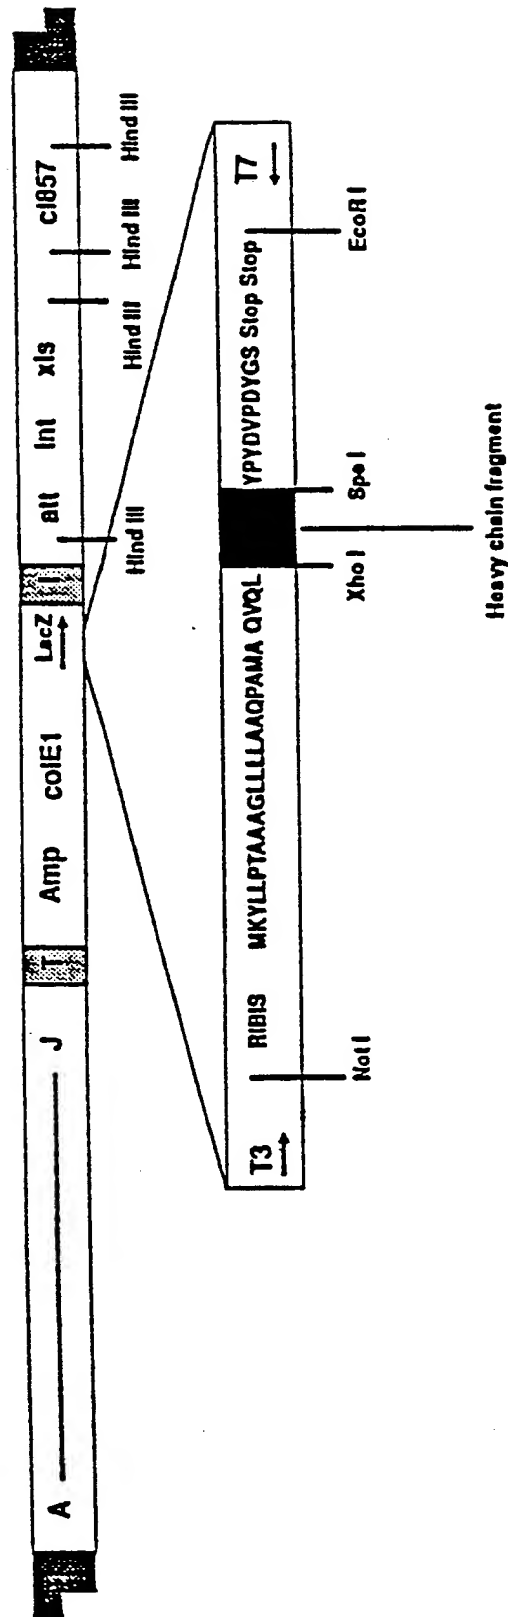 A J T Amp colE1 LacZ I att Int xis cI857
Hind III Hind III Hind III Hind III
T3 RIBIS MKYLLPTAAAGLLLLAAQPAMA QVQL YPYDVPDYGS Stop Stop T7
Not I Xho I Spe I EcoR I
Heavy chain fragment